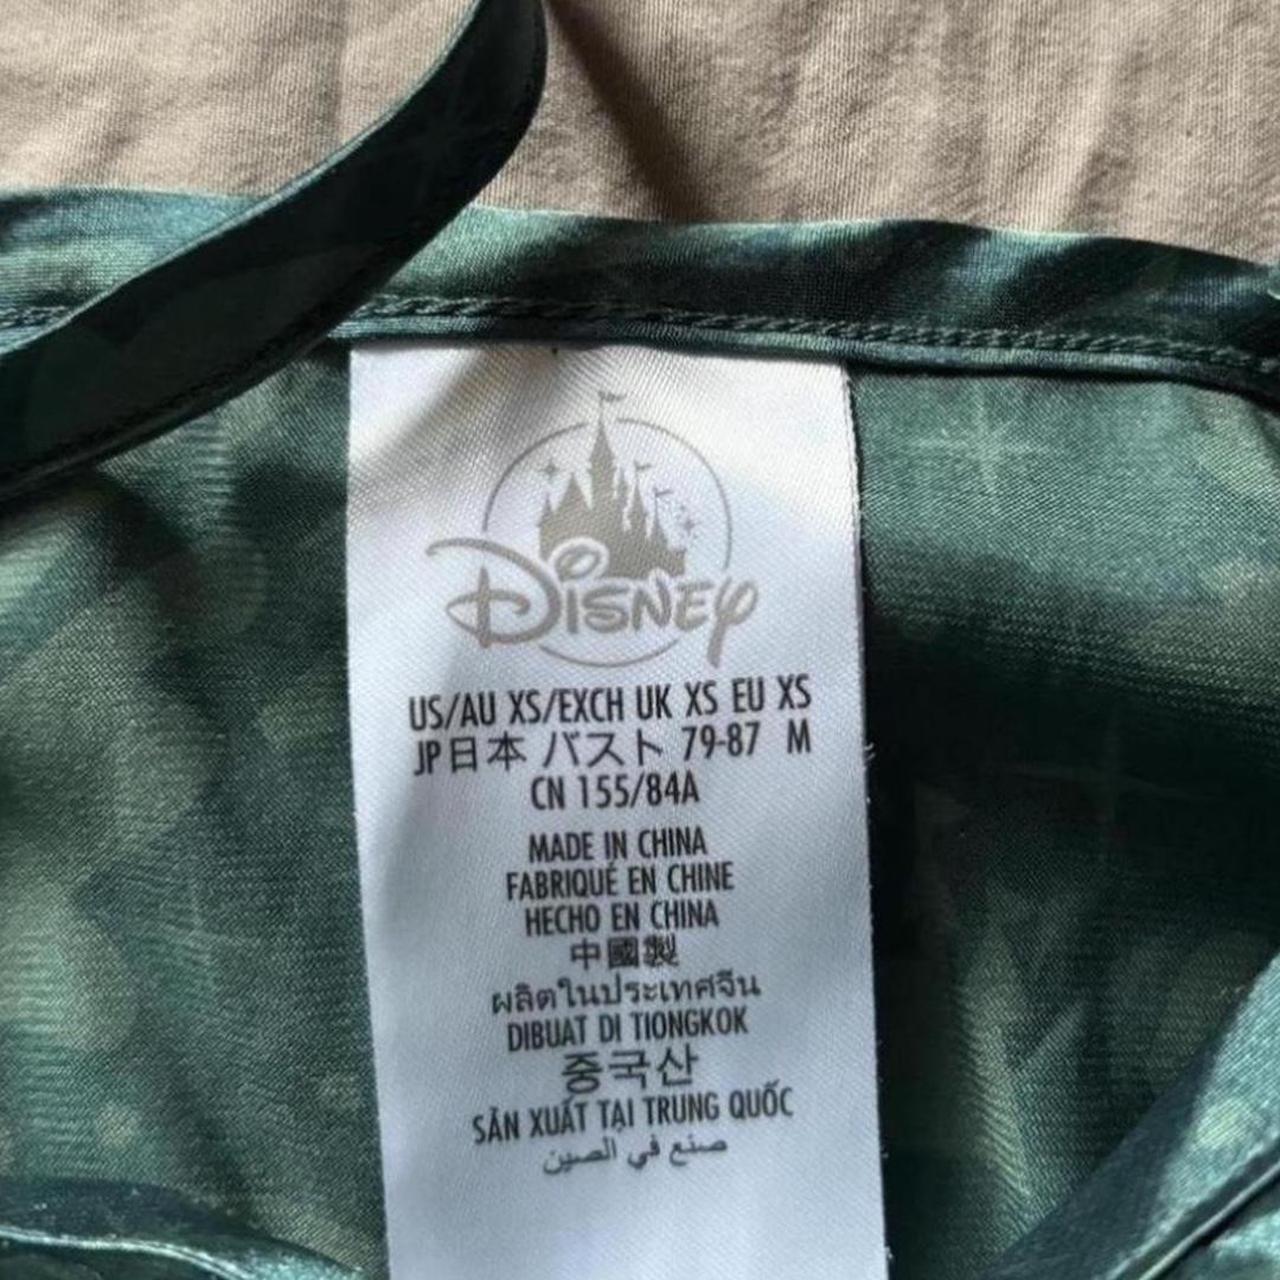 Disney
US/AU XS/EXCH UK XS EU XS
JP日本 バスト 79-87 M
CN 155/84A
MADE IN CHINA
FABRIQUÉ EN CHINE
HECHO EN CHINA
中國製
ผลิตในประเทศจีน
DIBUAT DI TIONGKOK
중국산
SẢN XUẤT TẠI TRUNG QUỐC
صنع في الصين